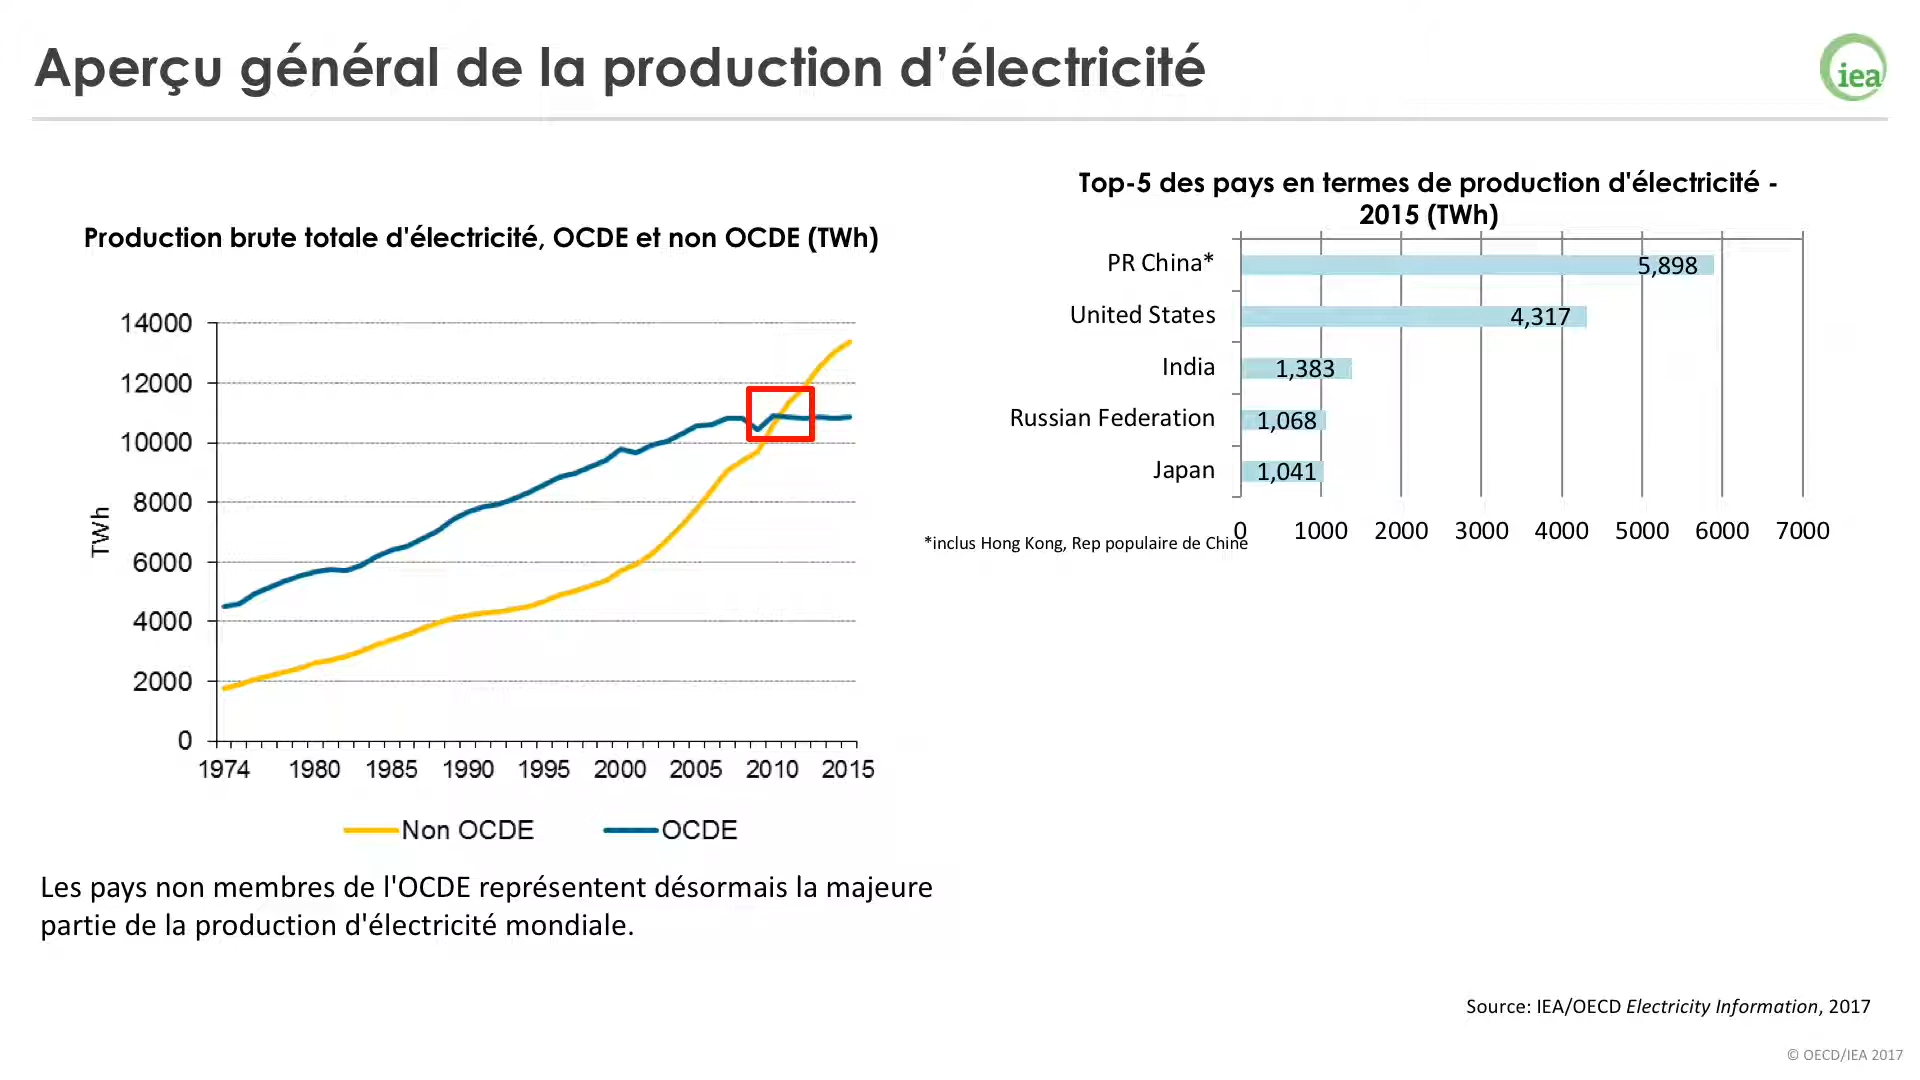 Aperçu général de la production d’électricité
iea
Production brute totale d'électricité, OCDE et non OCDE (TWh)
14000
12000
10000
8000
6000
4000
2000
0
TWh
1974 1980 1985 1990 1995 2000 2005 2010 2015
Non OCDE OCDE
Les pays non membres de l'OCDE représentent désormais la majeure
partie de la production d'électricité mondiale.
Top-5 des pays en termes de production d'électricité -
2015 (TWh)
PR China* 5,898
United States 4,317
India 1,383
Russian Federation 1,068
Japan 1,041
0 1000 2000 3000 4000 5000 6000 7000
*inclus Hong Kong, Rep populaire de Chine
Source: IEA/OECD Electricity Information, 2017
© OECD/IEA 2017